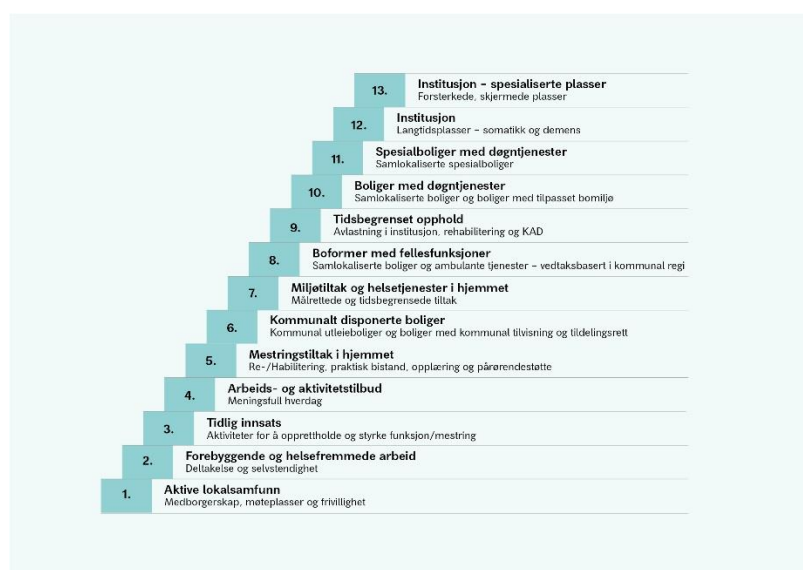 13.
Institusjon – spesialiserte plasser
Forsterkede, skjermede plasser
12.
Institusjon
Langtidsplasser – somatikk og demens
11.
Spesialboliger med døgntjenester
Samlokaliserte spesialboliger
10.
Boliger med døgntjenester
Samlokaliserte boliger og boliger med tilpasset bomiljø
9.
Tidsbegrenset opphold
Avlastning i institusjon, rehabilitering og KAD
8.
Boformer med fellesfunksjoner
Samlokaliserte boliger og ambulante tjenester – vedtaksbasert i kommunal regi
7.
Miljøtiltak og helsetjenester i hjemmet
Målrettede og tidsbegrensede tiltak
6.
Kommunalt disponerte boliger
Kommunal utleieboliger og boliger med kommunal tilvisning og tildelingsrett
5.
Mestringstiltak i hjemmet
Re-/Habilitering, praktisk bistand, opplæring og pårørendestøtte
4.
Arbeids- og aktivitetstilbud
Meningsfull hverdag
3.
Tidlig innsats
Aktiviteter for å opprettholde og styrke funksjon/mestring
2.
Forebyggende og helsefremmede arbeid
Deltakelse og selvstendighet
1.
Aktive lokalsamfunn
Medborgerskap, møteplasser og frivillighet